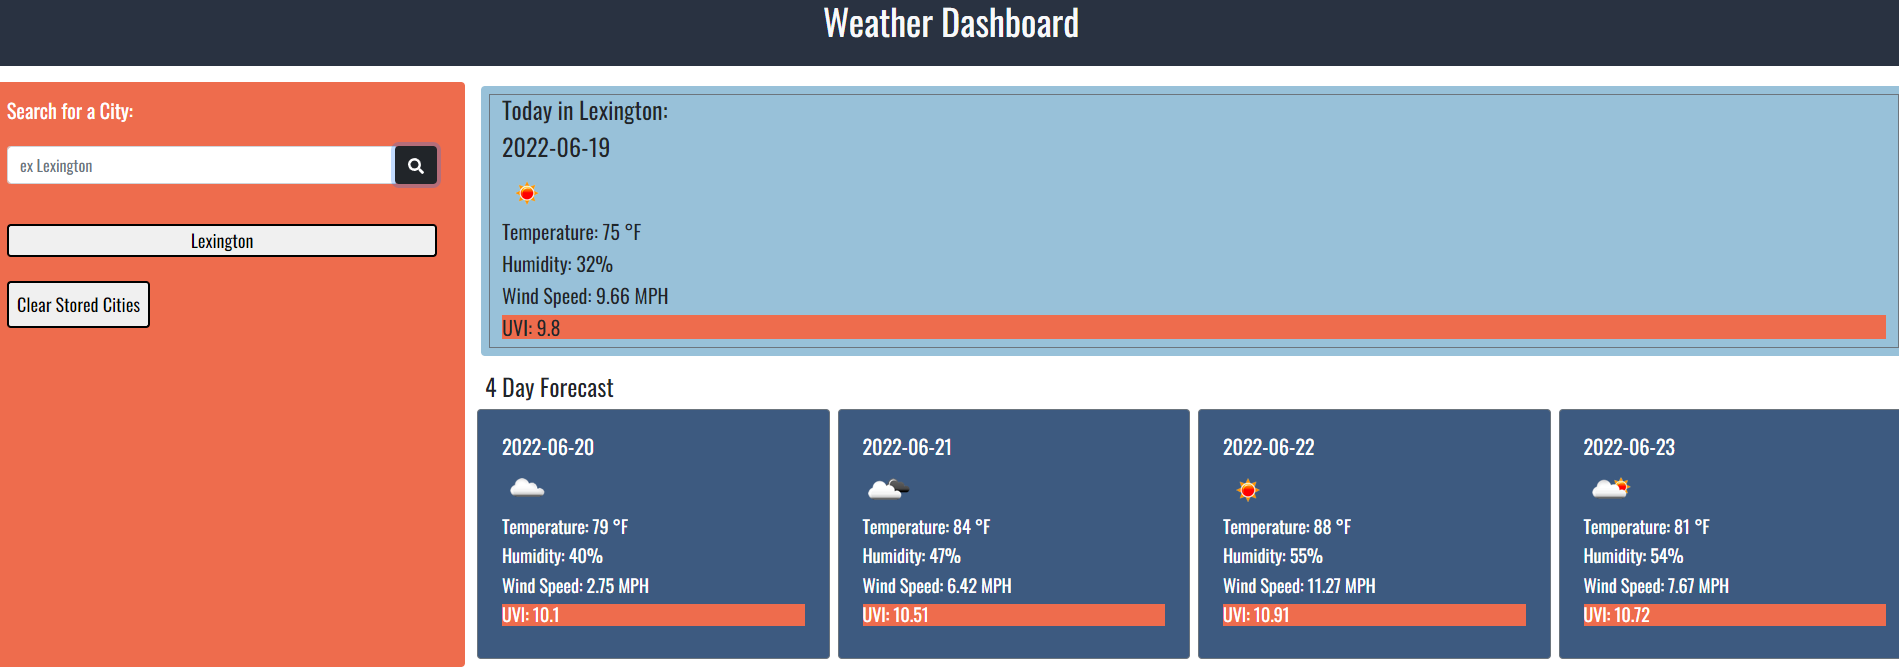 Weather Dashboard
Search for a City:
ex Lexington
Lexington
Clear Stored Cities
Today in Lexington:
2022-06-19
Temperature: 75 °F
Humidity: 32%
Wind Speed: 9.66 MPH
UVI: 9.8
4 Day Forecast
2022-06-20
Temperature: 79 °F
Humidity: 40%
Wind Speed: 2.75 MPH
UVI: 10.1
2022-06-21
Temperature: 84 °F
Humidity: 47%
Wind Speed: 6.42 MPH
UVI: 10.51
2022-06-22
Temperature: 88 °F
Humidity: 55%
Wind Speed: 11.27 MPH
UVI: 10.91
2022-06-23
Temperature: 81 °F
Humidity: 54%
Wind Speed: 7.67 MPH
UVI: 10.72